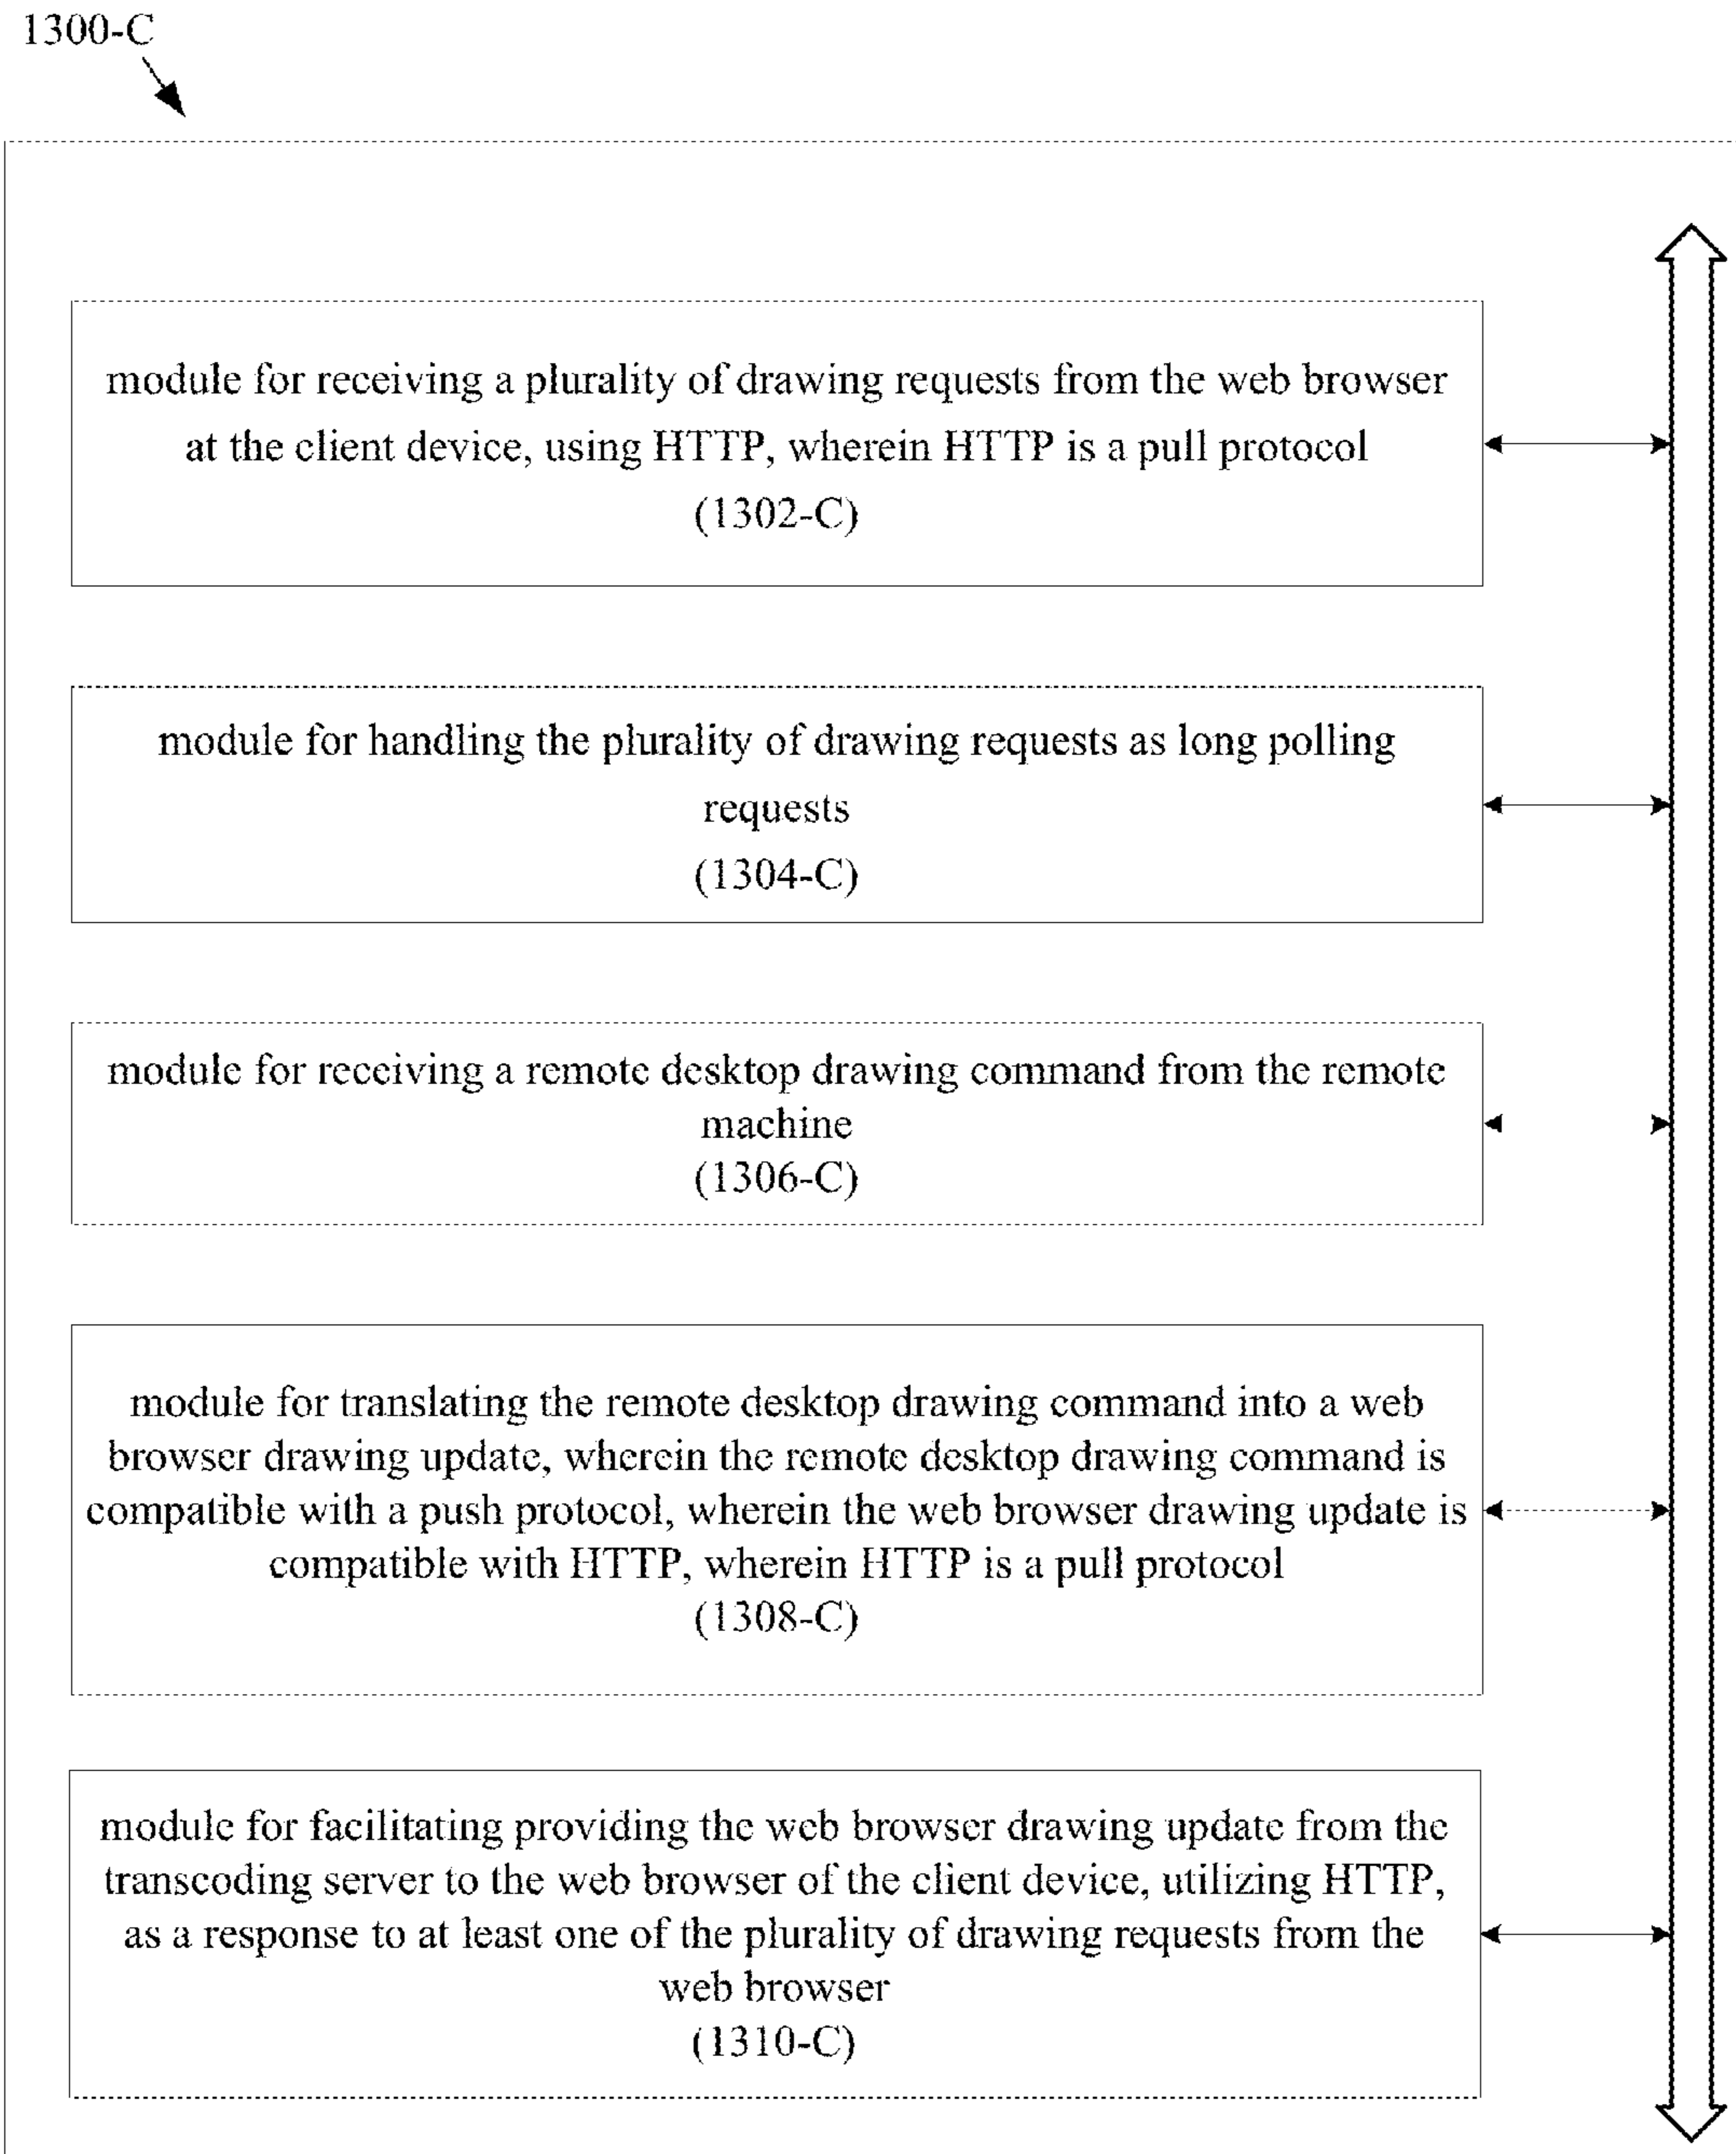 1300-C
module for receiving a plurality of drawing requests from the web browser
at the client device, using HTTP, wherein HTTP is a pull protocol
(1302-C)
module for handling the plurality of drawing requests as long polling
requests
(1304-C)
module for receiving a remote desktop drawing command from the remote
machine
(1306-C)
module for translating the remote desktop drawing command into a web
browser drawing update, wherein the remote desktop drawing command is
compatible with a push protocol, wherein the web browser drawing update is
compatible with HTTP, wherein HTTP is a pull protocol
(1308-C)
module for facilitating providing the web browser drawing update from the
transcoding server to the web browser of the client device, utilizing HTTP,
as a response to at least one of the plurality of drawing requests from the
web browser
(1310-C)